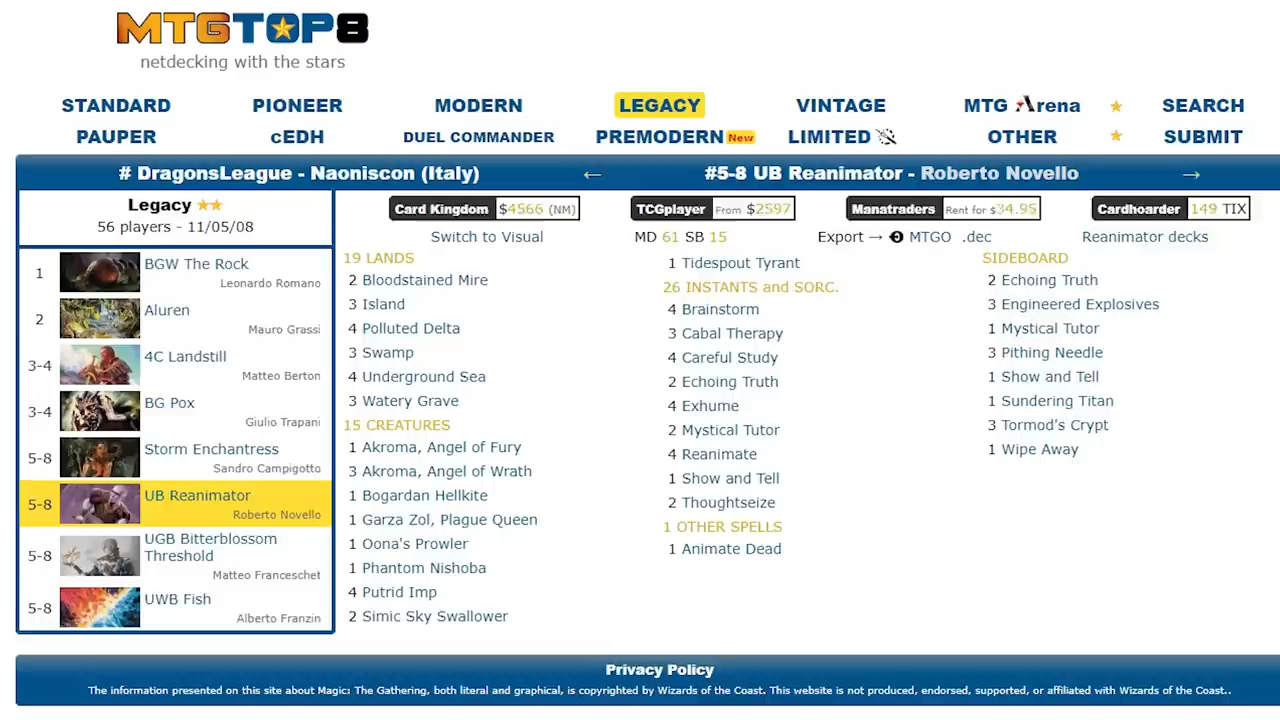 MTGTOP8
netdecking with the stars
STANDARD PIONEER MODERN LEGACY VINTAGE MTG Arena SEARCH
PAUPER cEDH DUEL COMMANDER PREMODERN New LIMITED OTHER SUBMIT
# DragonsLeague - Naoniscon (Italy) ← #5-8 UB Reanimator - Roberto Novello →
Legacy
56 players - 11/05/08
1 BGW The Rock
Leonardo Romano
2 Aluren
Mauro Grassi
3-4 4C Landstill
Matteo Berton
3-4 BG Pox
Giulio Trapani
5-8 Storm Enchantress
Sandro Campigotto
5-8 UB Reanimator
Roberto Novello
5-8 UGB Bitterblossom
Threshold
Matteo Franceschet
5-8 UWB Fish
Alberto Franzin
Card Kingdom $4566 (NM) TCGplayer From $2597 Manatraders Rent for $34.95 Cardhoarder 149 TIX
Switch to Visual MD 61 SB 15 Export → MTGO .dec Reanimator decks
19 LANDS
2 Bloodstained Mire
3 Island
4 Polluted Delta
3 Swamp
4 Underground Sea
3 Watery Grave
15 CREATURES
1 Akroma, Angel of Fury
3 Akroma, Angel of Wrath
1 Bogardan Hellkite
1 Garza Zol, Plague Queen
1 Oona's Prowler
1 Phantom Nishoba
4 Putrid Imp
2 Simic Sky Swallower
1 Tidespout Tyrant
26 INSTANTS and SORC.
4 Brainstorm
3 Cabal Therapy
4 Careful Study
2 Echoing Truth
4 Exhume
2 Mystical Tutor
4 Reanimate
1 Show and Tell
2 Thoughtseize
1 OTHER SPELLS
1 Animate Dead
SIDEBOARD
2 Echoing Truth
3 Engineered Explosives
1 Mystical Tutor
3 Pithing Needle
1 Show and Tell
1 Sundering Titan
3 Tormod's Crypt
1 Wipe Away
Privacy Policy
The information presented on this site about Magic: The Gathering, both literal and graphical, is copyrighted by Wizards of the Coast. This website is not produced, endorsed, supported, or affiliated with Wizards of the Coast..